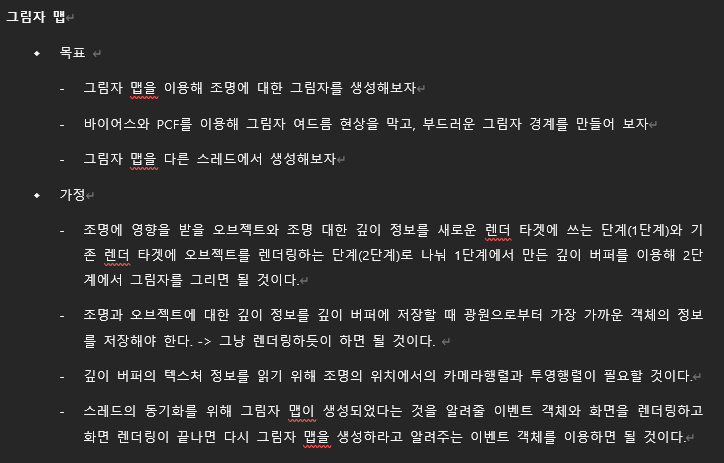 그림자 맵
◆ 목표
- 그림자 맵을 이용해 조명에 대한 그림자를 생성해보자
- 바이어스와 PCF를 이용해 그림자 여드름 현상을 막고, 부드러운 그림자 경계를 만들어 보자
- 그림자 맵을 다른 스레드에서 생성해보자
◆ 가정
- 조명에 영향을 받을 오브젝트와 조명 대한 깊이 정보를 새로운 렌더 타겟에 쓰는 단계(1단계)와 기
존 렌더 타겟에 오브젝트를 렌더링하는 단계(2단계)로 나눠 1단계에서 만든 깊이 버퍼를 이용해 2단
계에서 그림자를 그리면 될 것이다.
- 조명과 오브젝트에 대한 깊이 정보를 깊이 버퍼에 저장할 때 광원으로부터 가장 가까운 객체의 정보
를 저장해야 한다. -> 그냥 렌더링하듯이 하면 될 것이다.
- 깊이 버퍼의 텍스처 정보를 읽기 위해 조명의 위치에서의 카메라행렬과 투영행렬이 필요할 것이다.
- 스레드의 동기화를 위해 그림자 맵이 생성되었다는 것을 알려줄 이벤트 객체와 화면을 렌더링하고
화면 렌더링이 끝나면 다시 그림자 맵을 생성하라고 알려주는 이벤트 객체를 이용하면 될 것이다.